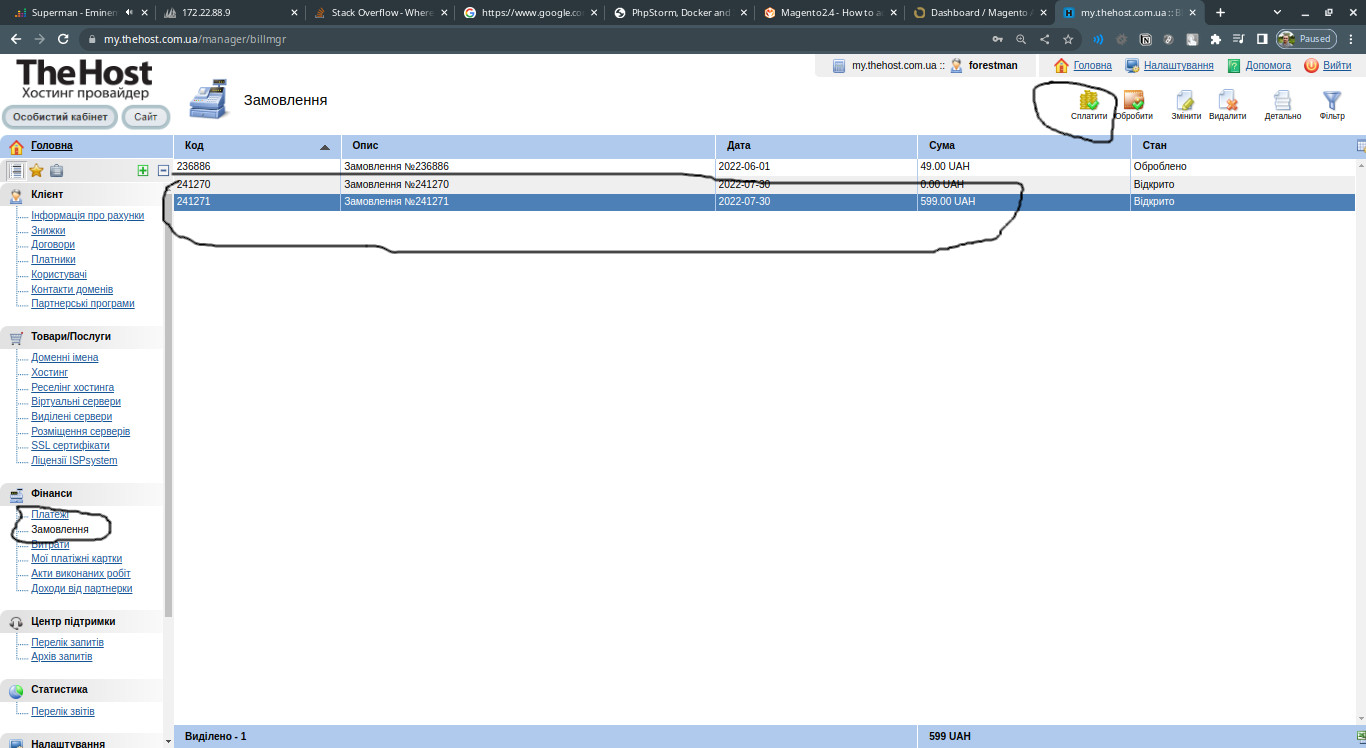 Superman - Eminem
172.22.88.9
Stack Overflow - Where
https://www.google.co
PhpStorm, Docker and
Magento2.4 - How to a
Dashboard / Magento A
my.thehost.com.ua :: Bi
my.thehost.com.ua/manager/billmgr
Paused
TheHost
Хостинг провайдер
Особистий кабінет
Сайт
Замовлення
my.thehost.com.ua ::
forestman
Головна
Налаштування
Допомога
Вийти
Сплатити
Обробити
Змінити
Видалити
Детально
Фільтр
Головна
Клієнт
Інформація про рахунки
Знижки
Договори
Платники
Користувачі
Контакти доменів
Партнерські програми
Товари/Послуги
Доменні імена
Хостинг
Реселінг хостинга
Віртуальні сервери
Виділені сервери
Розміщення серверів
SSL сертифікати
Ліцензії ISPsystem
Фінанси
Платежі
Замовлення
Витрати
Мої платіжні картки
Акти виконаних робіт
Доходи від партнерки
Центр підтримки
Перелік запитів
Архів запитів
Статистика
Перелік звітів
Налаштування
Код Опис Дата Сума Стан
236886 Замовлення №236886 2022-06-01 49.00 UAH Оброблено
241270 Замовлення №241270 2022-07-30 0.00 UAH Відкрито
241271 Замовлення №241271 2022-07-30 599.00 UAH Відкрито
Виділено - 1 599 UAH